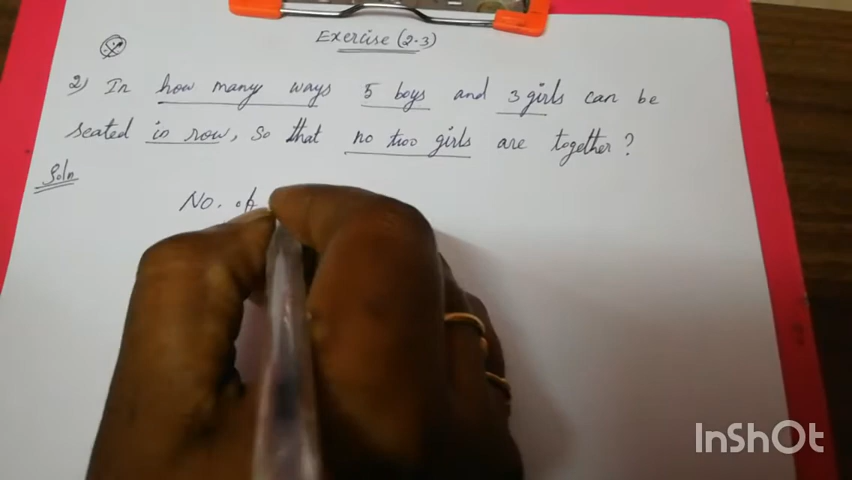 Exercise (2.3)
2) In how many ways 5 boys and 3 girls can be
seated in row, so that no two girls are together?
Soln
No. of
InShOt